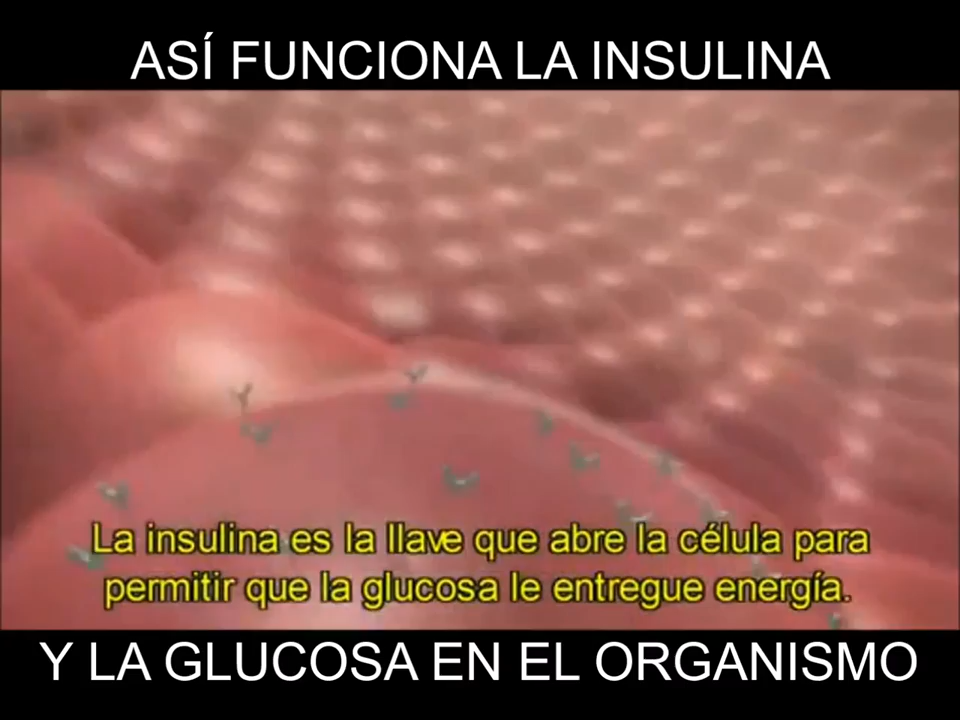 ASÍ FUNCIONA LA INSULINA
La insulina es la llave que abre la célula para
permitir que la glucosa le entregue energía.
Y LA GLUCOSA EN EL ORGANISMO